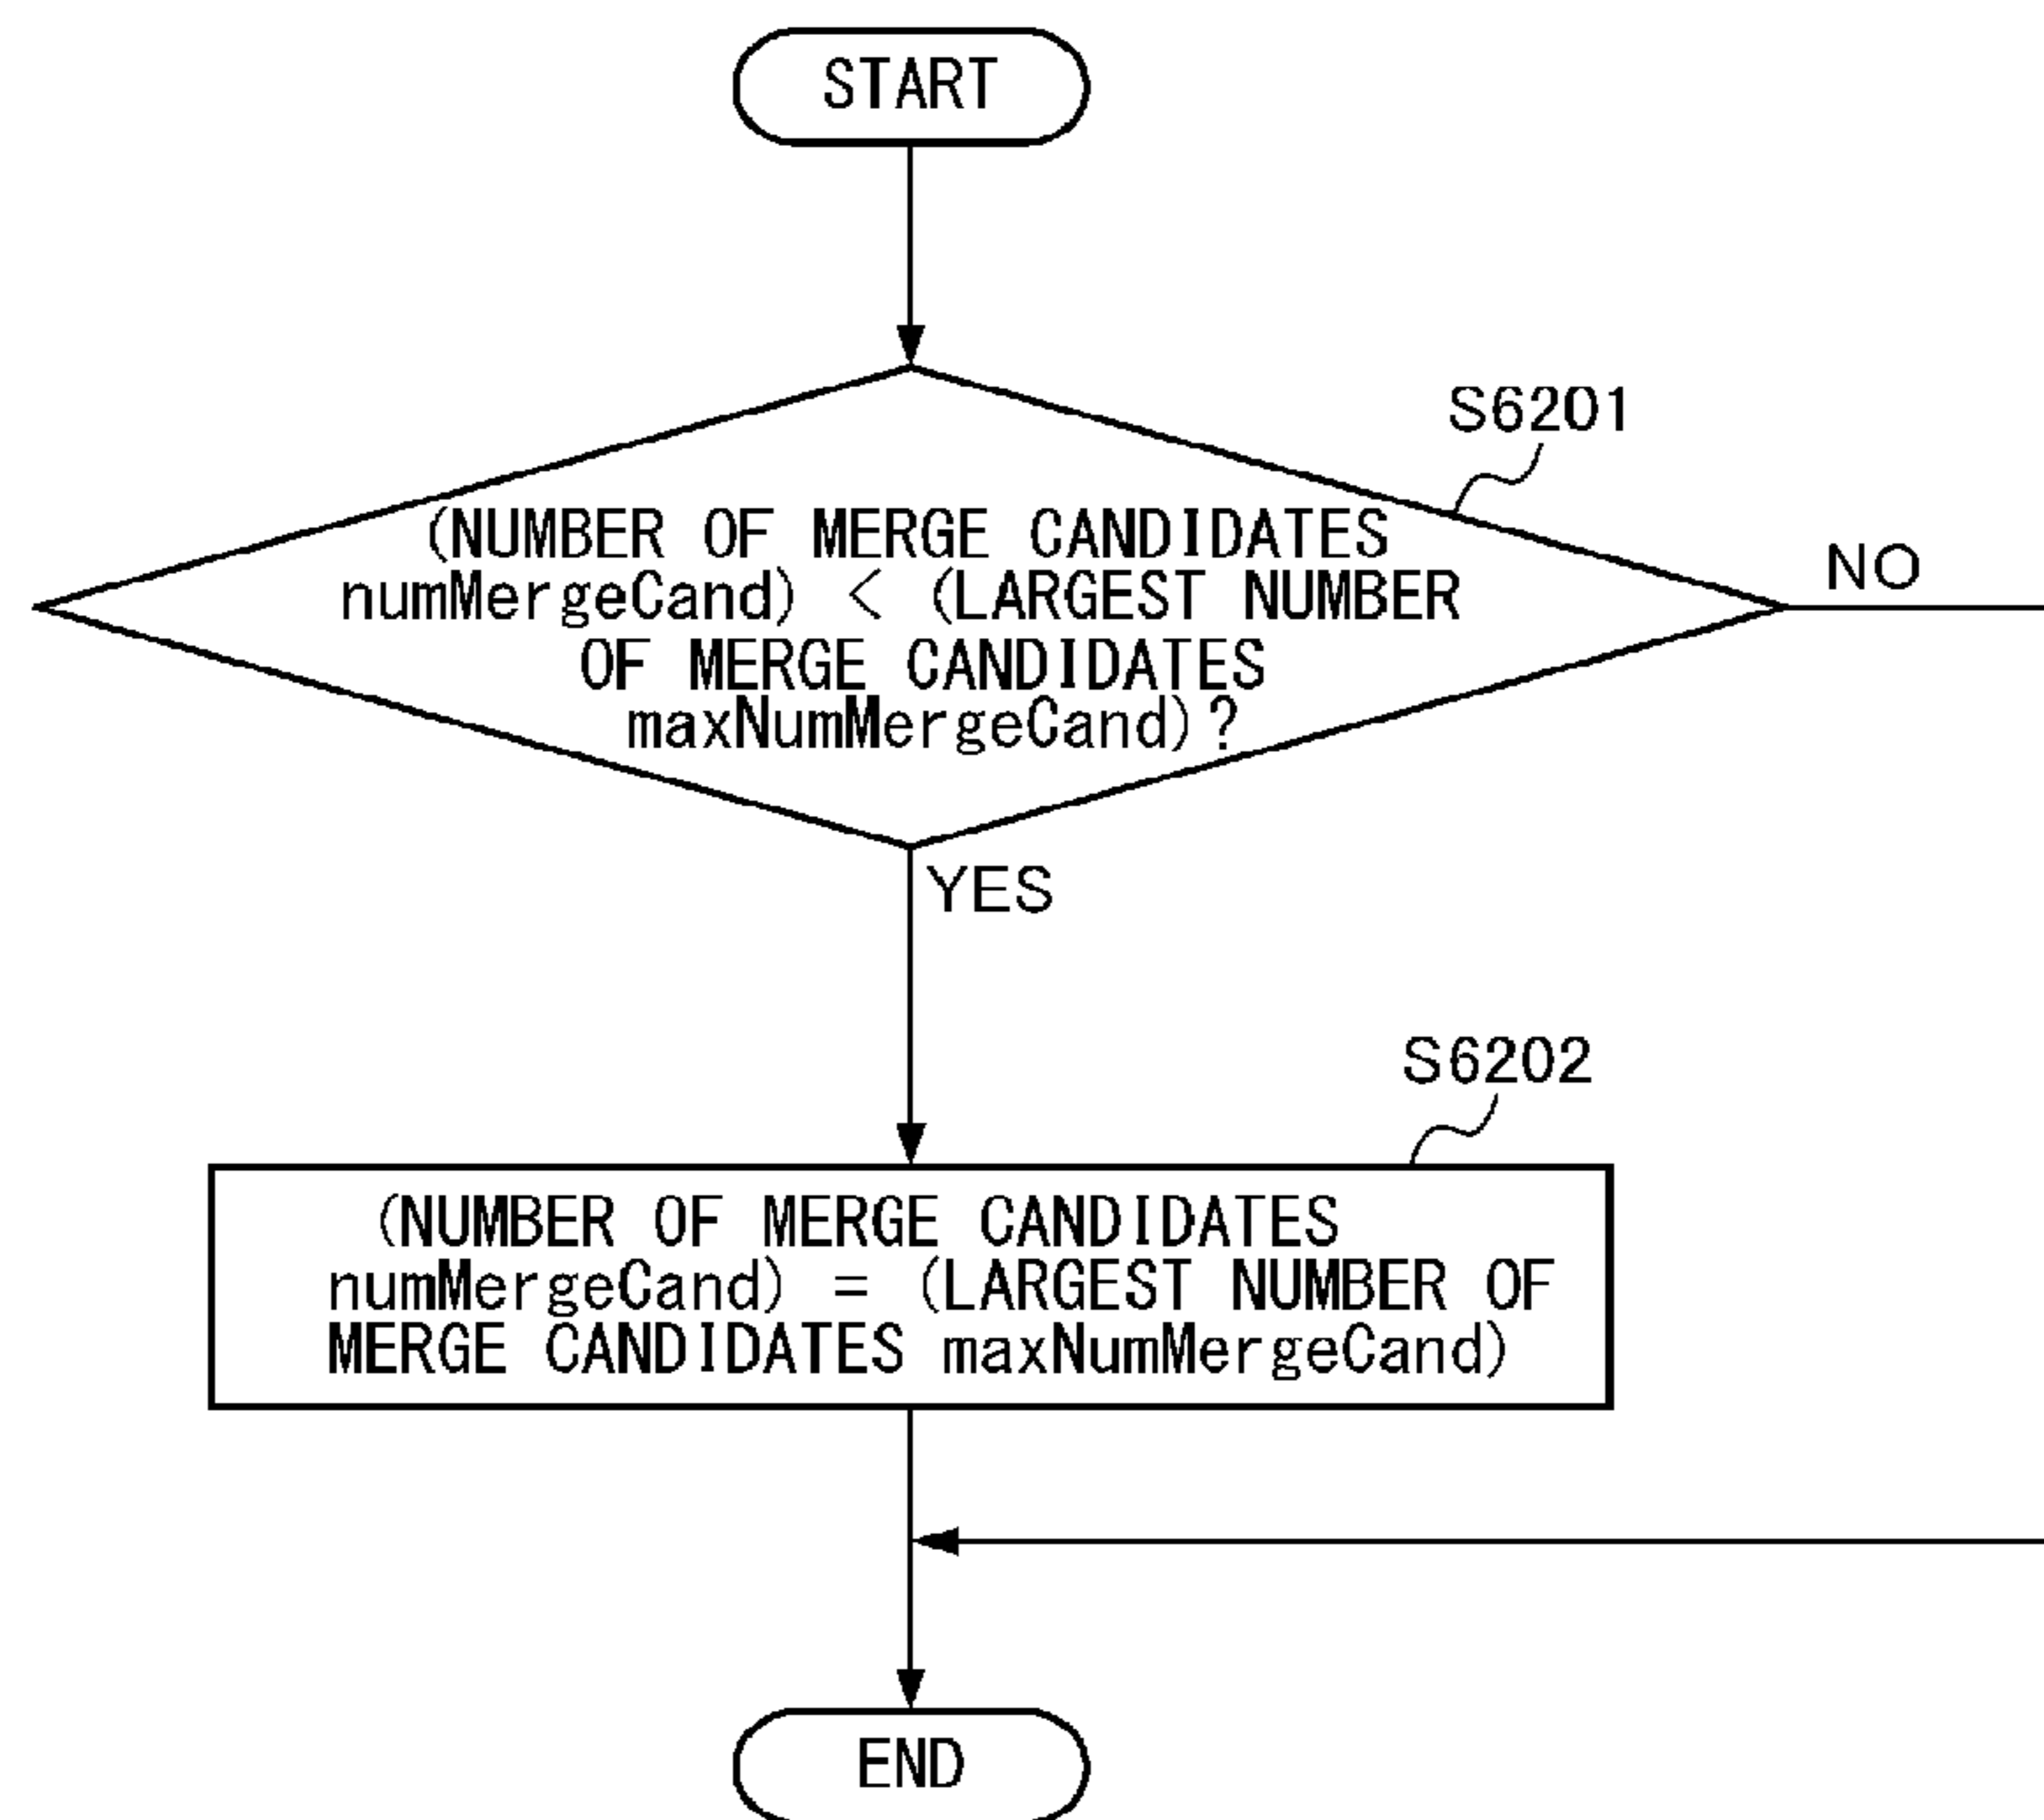 START
S6201
(NUMBER OF MERGE CANDIDATES
numMergeCand) < (LARGEST NUMBER
OF MERGE CANDIDATES
maxNumMergeCand)?
NO
YES
S6202
(NUMBER OF MERGE CANDIDATES
numMergeCand) = (LARGEST NUMBER OF
MERGE CANDIDATES maxNumMergeCand)
END